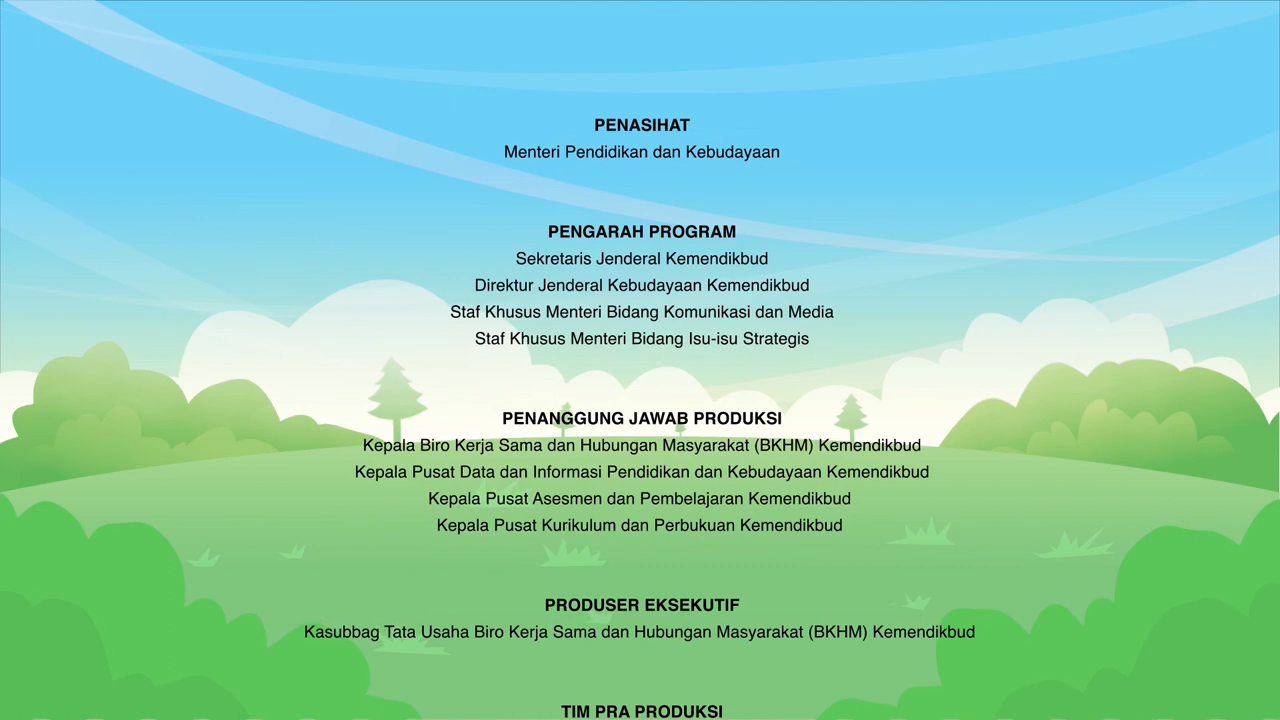 PENASIHAT
Menteri Pendidikan dan Kebudayaan
PENGARAH PROGRAM
Sekretaris Jenderal Kemendikbud
Direktur Jenderal Kebudayaan Kemendikbud
Staf Khusus Menteri Bidang Komunikasi dan Media
Staf Khusus Menteri Bidang Isu-isu Strategis
PENANGGUNG JAWAB PRODUKSI
Kepala Biro Kerja Sama dan Hubungan Masyarakat (BKHM) Kemendikbud
Kepala Pusat Data dan Informasi Pendidikan dan Kebudayaan Kemendikbud
Kepala Pusat Asesmen dan Pembelajaran Kemendikbud
Kepala Pusat Kurikulum dan Perbukuan Kemendikbud
PRODUSER EKSEKUTIF
Kasubbag Tata Usaha Biro Kerja Sama dan Hubungan Masyarakat (BKHM) Kemendikbud
TIM PRA PRODUKSI